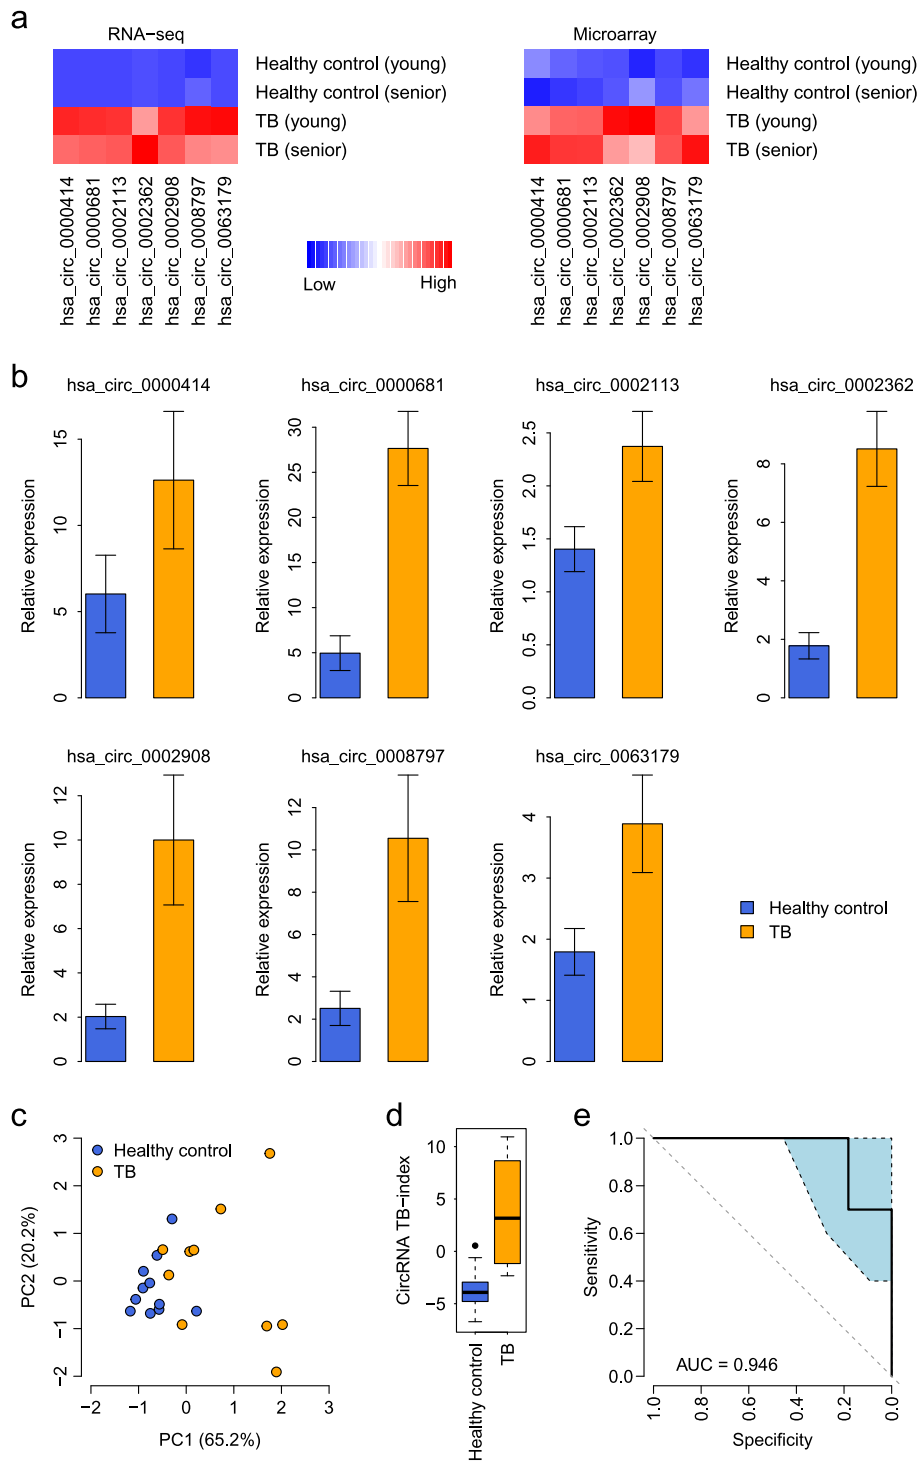 a
RNA−seq
Microarray
Healthy control (young)
Healthy control (senior)
TB (young)
TB (senior)
Healthy control (young)
Healthy control (senior)
TB (young)
TB (senior)
hsa_circ_0000414
hsa_circ_0000681
hsa_circ_0002113
hsa_circ_0002362
hsa_circ_0002908
hsa_circ_0008797
hsa_circ_0063179
Low
High
hsa_circ_0000414
hsa_circ_0000681
hsa_circ_0002113
hsa_circ_0002362
hsa_circ_0002908
hsa_circ_0008797
hsa_circ_0063179
b
hsa_circ_0000414
Relative expression
0 5 10 15
hsa_circ_0000681
Relative expression
0 5 10 15 20 25 30
hsa_circ_0002113
Relative expression
0.0 0.5 1.0 1.5 2.0 2.5
hsa_circ_0002362
Relative expression
0 2 4 6 8
hsa_circ_0002908
Relative expression
0 2 4 6 8 10 12
hsa_circ_0008797
Relative expression
0 2 4 6 8 10 12
hsa_circ_0063179
Relative expression
0 1 2 3 4
Healthy control
TB
c
Healthy control
TB
PC2 (20.2%)
−2 −1 0 1 2 3
−2 −1 0 1 2 3
PC1 (65.2%)
d
CircRNA TB−index
−5 0 5 10
Healthy control
TB
e
Sensitivity
0.0 0.2 0.4 0.6 0.8 1.0
AUC = 0.946
1.0 0.8 0.6 0.4 0.2 0.0
Specificity